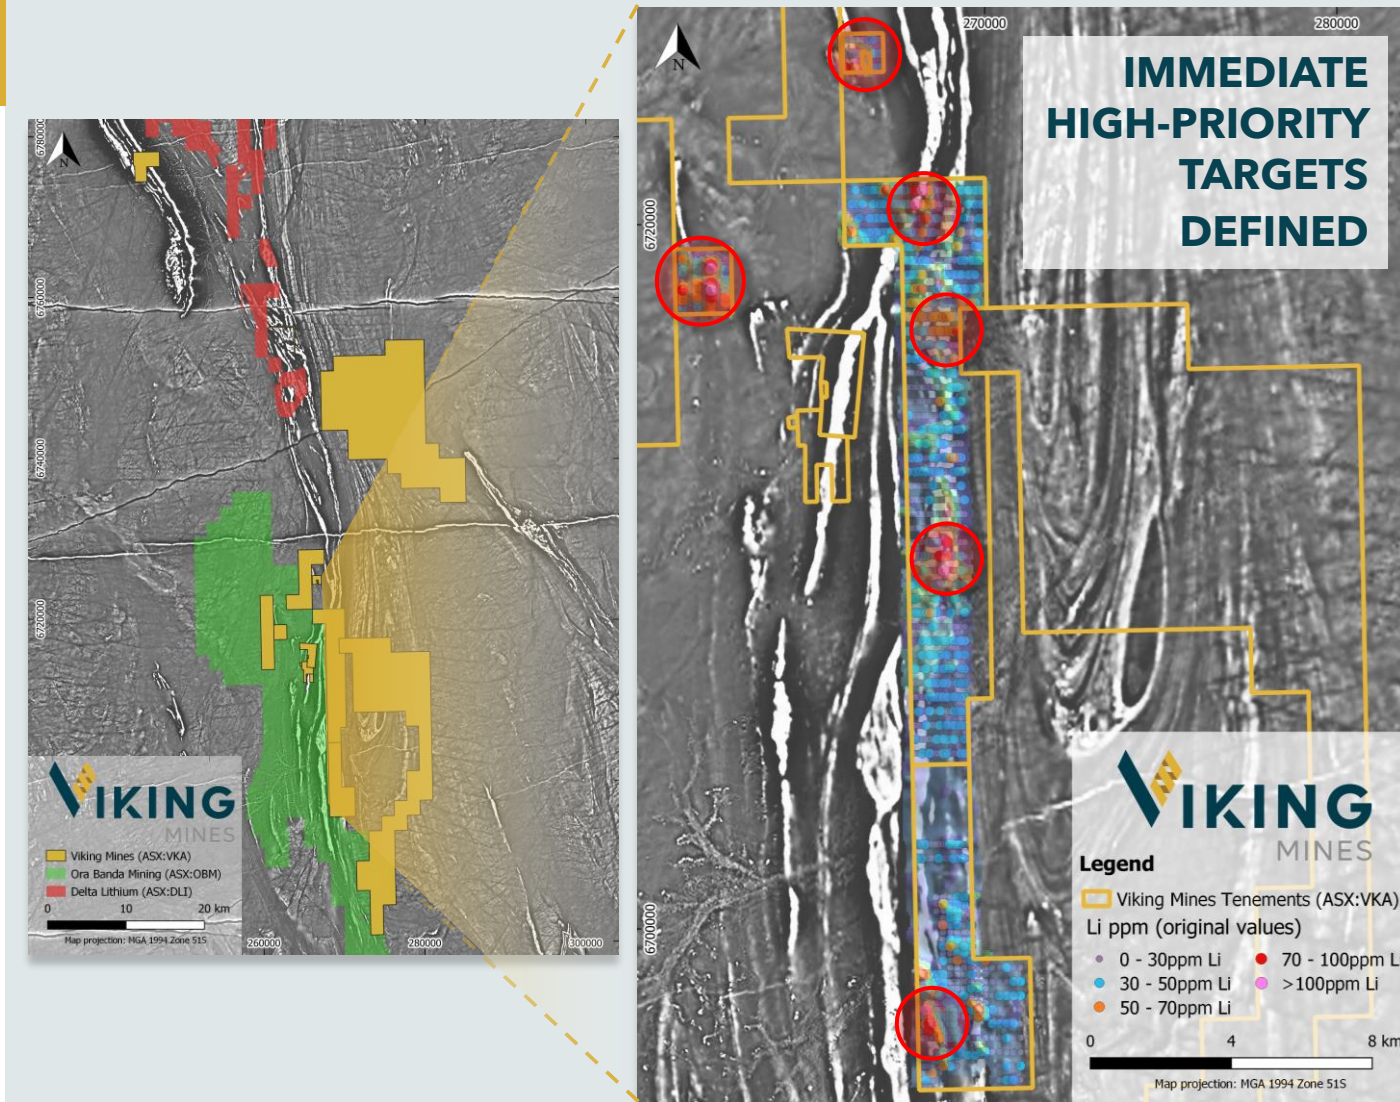 IMMEDIATE
HIGH-PRIORITY
TARGETS
DEFINED
N
6780000
6760000
6740000
6720000
VIKING
MINES
Viking Mines (ASX:VKA)
Ora Banda Mining (ASX:OBM)
Delta Lithium (ASX:DLI)
0 10 20 km
Map projection: MGA 1994 Zone 51S
260000 280000 300000
N
270000 280000
6720000
6700000
VIKING
MINES
Legend
Viking Mines Tenements (ASX:VKA)
Li ppm (original values)
0 - 30ppm Li
30 - 50ppm Li
50 - 70ppm Li
70 - 100ppm Li
>100ppm Li
0 4 8 km
Map projection: MGA 1994 Zone 51S